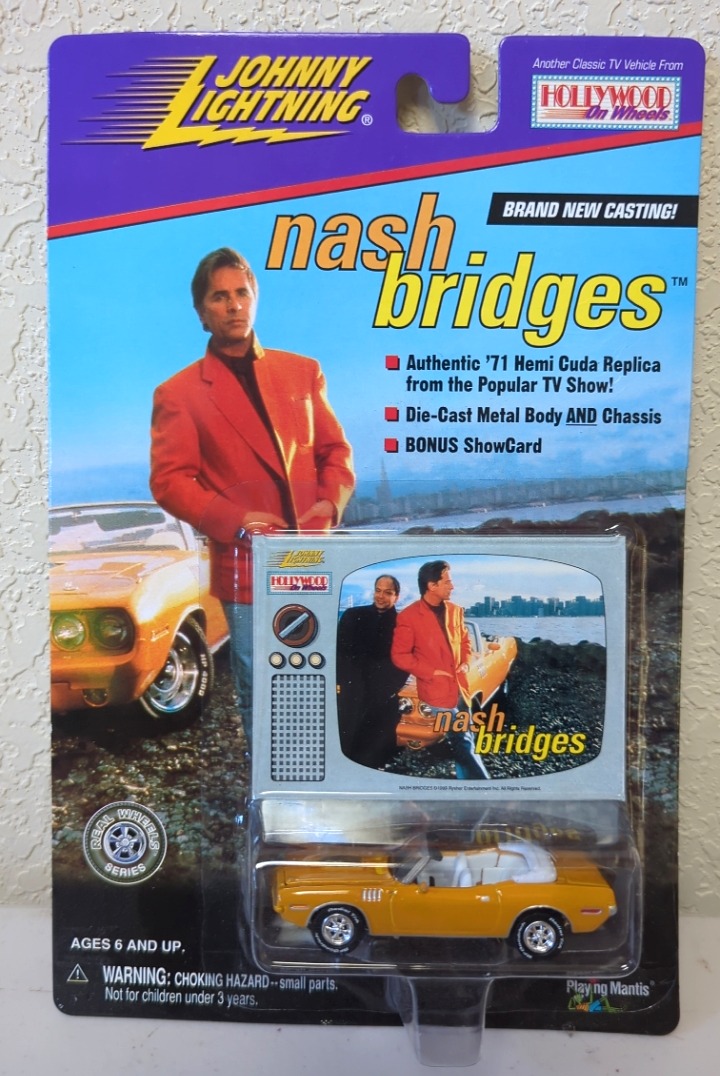 JOHNNY
LIGHTNING®
Another Classic TV Vehicle From
HOLLYWOOD
On Wheels
BRAND NEW CASTING!
nash
bridges™
Authentic '71 Hemi Cuda Replica
from the Popular TV Show!
Die-Cast Metal Body AND Chassis
BONUS ShowCard
JOHNNY
LIGHTNING
HOLLYWOOD
On Wheels
nash
bridges
REAL WHEELS
SERIES
AGES 6 AND UP.
WARNING: CHOKING HAZARD--small parts.
Not for children under 3 years.
Playing Mantis